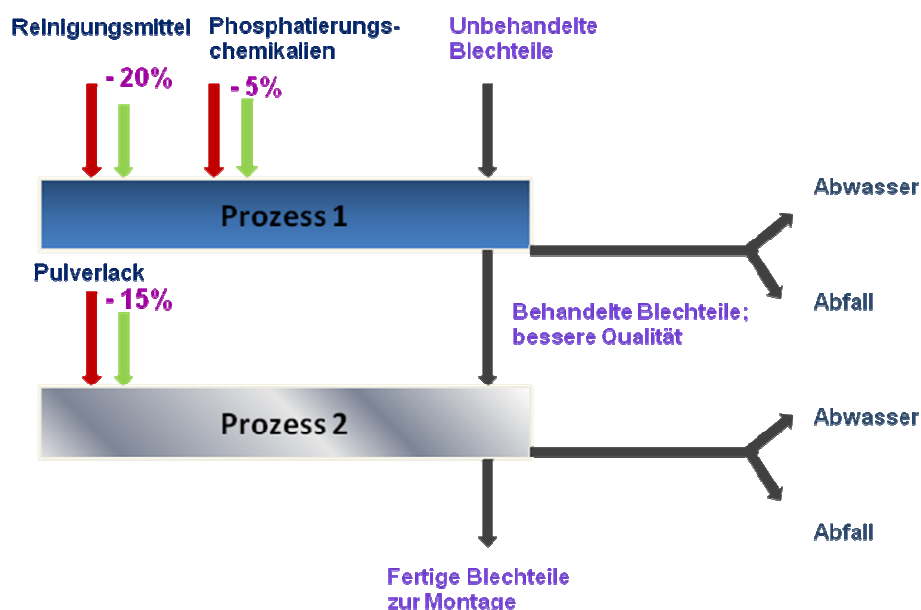 Reinigungsmittel
Phosphatierungs-
chemikalien
Unbehandelte
Blechteile
- 20%
- 5%
Prozess 1
Abwasser
Abfall
Pulverlack
- 15%
Behandelte Blechteile;
bessere Qualität
Prozess 2
Abwasser
Abfall
Fertige Blechteile
zur Montage